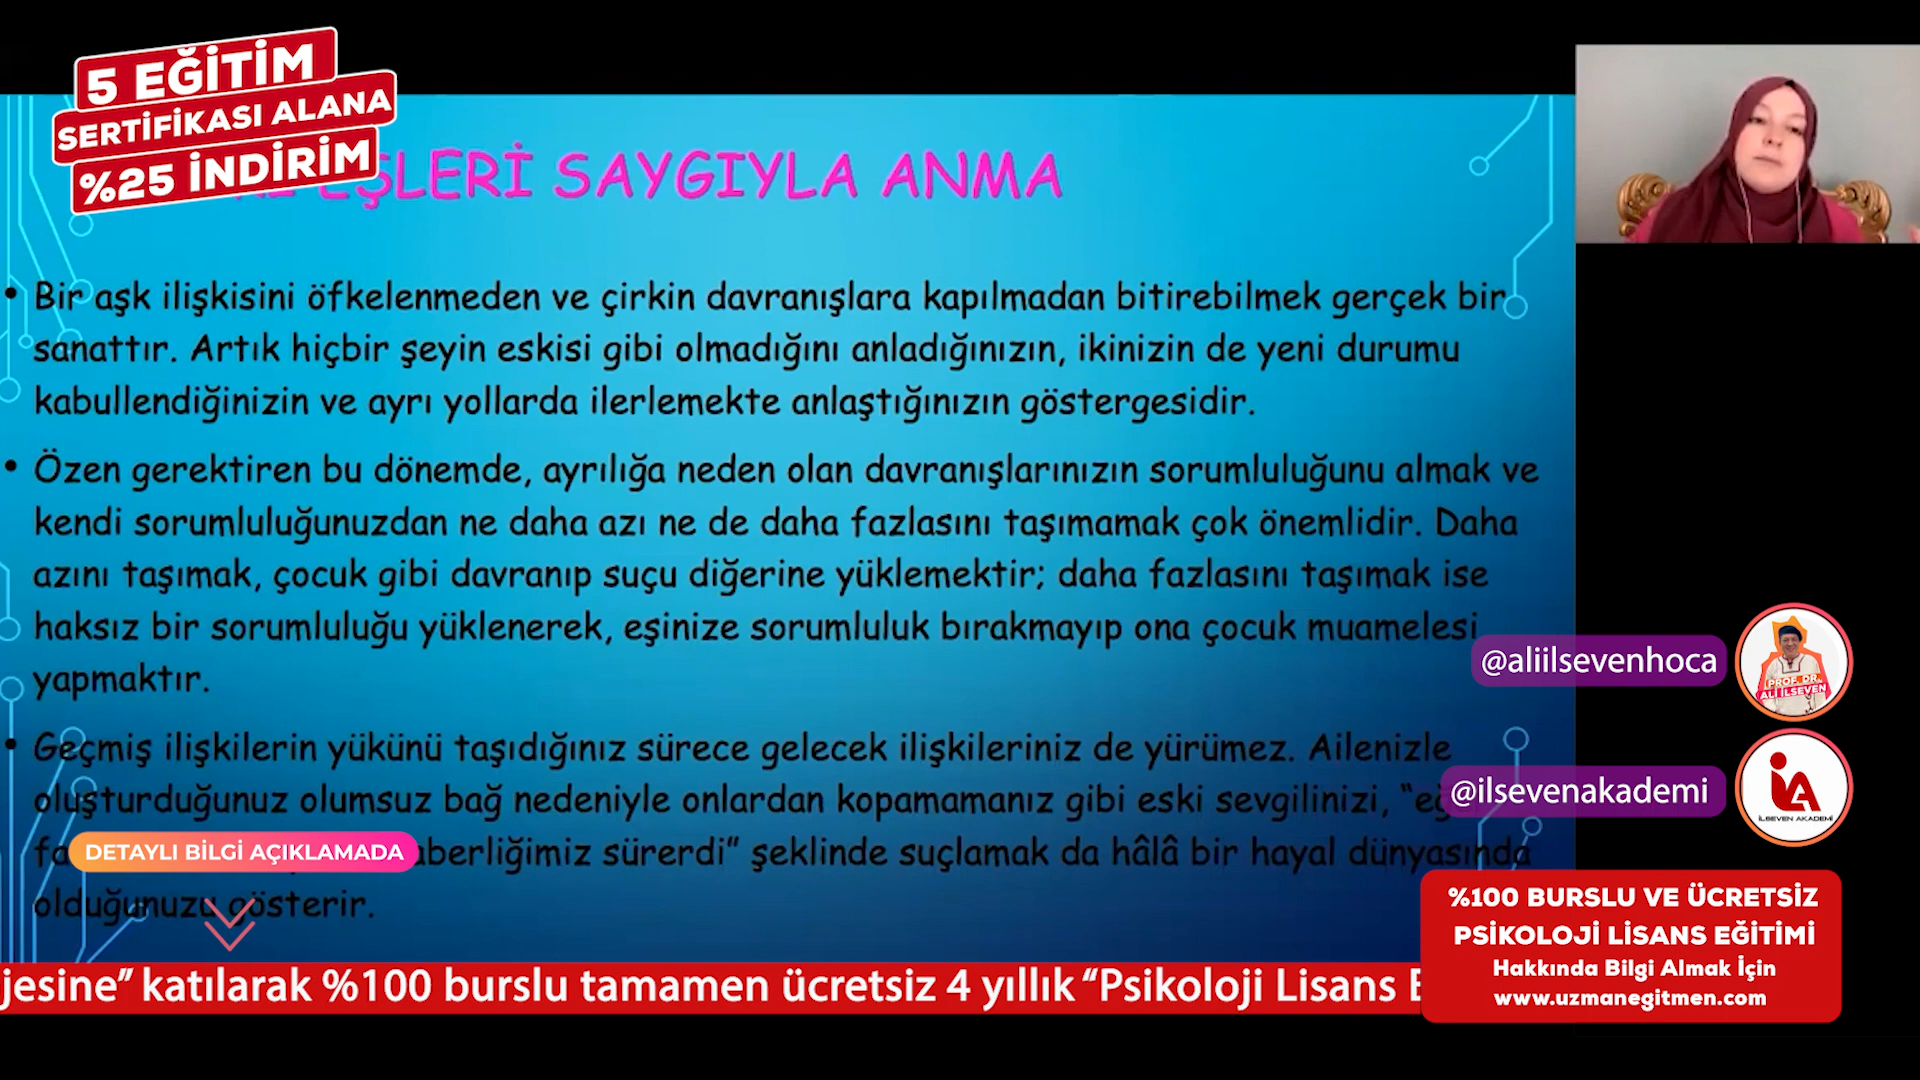 5 EĞİTİM
SERTİFİKASI ALANA
%25 İNDİRİM
EŞLERİ SAYGIYLA ANMA
• Bir aşk ilişkisini öfkelenmeden ve çirkin davranışlara kapılmadan bitirebilmek gerçek bir
sanattır. Artık hiçbir şeyin eskisi gibi olmadığını anladığınızın, ikinizin de yeni durumu
kabullendiğinizin ve ayrı yollarda ilerlemekte anlaştığınızın göstergesidir.
• Özen gerektiren bu dönemde, ayrılığa neden olan davranışlarınızın sorumluluğunu almak ve
kendi sorumluluğunuzdan ne daha azı ne de daha fazlasını taşımamak çok önemlidir. Daha
azını taşımak, çocuk gibi davranıp suçu diğerine yüklemektir; daha fazlasını taşımak ise
haksız bir sorumluluğu yüklenerek, eşinize sorumluluk bırakmayıp ona çocuk muamelesi
yapmaktır.
• Geçmiş ilişkilerin yükünü taşıdığınız sürece gelecek ilişkileriniz de yürümez. Ailenizle
oluşturduğunuz olumsuz bağ nedeniyle onlardan kopamamanız gibi eski sevgilinizi,
aberliğimiz sürerdi” şeklinde suçlamak da hâlâ bir hayal dünyasında
olduğunuzu gösterir.
DETAYLI BİLGİ AÇIKLAMADA
@aliilsevenhoca
PROF. DR.
ALİ İLSEVEN
@ilsevenakademi
İLSEVEN AKADEMİ
%100 BURSLU VE ÜCRETSİZ
PSİKOLOJİ LİSANS EĞİTİMİ
Hakkında Bilgi Almak İçin
www.uzmanegitmen.com
jesine” katılarak %100 burslu tamamen ücretsiz 4 yıllık “Psikoloji Lisans